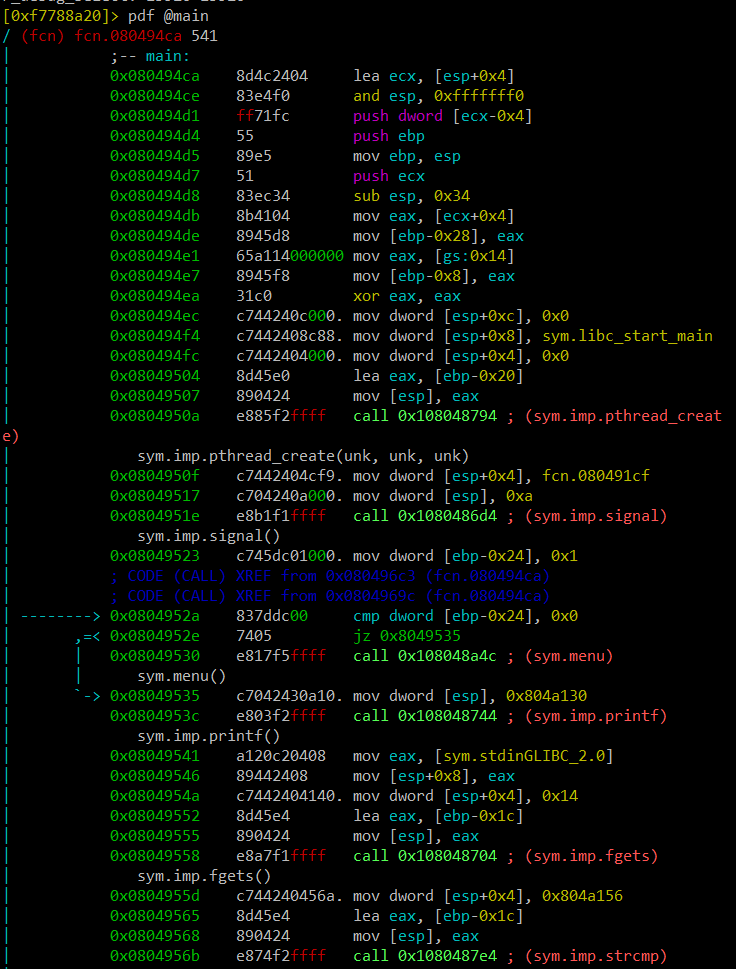 [0xf7788a20]> pdf @main
/ (fcn) fcn.080494ca 541
|           ;-- main:
|           0x080494ca    8d4c2404     lea ecx, [esp+0x4]
|           0x080494ce    83e4f0       and esp, 0xfffffff0
|           0x080494d1    ff71fc       push dword [ecx-0x4]
|           0x080494d4    55           push ebp
|           0x080494d5    89e5         mov ebp, esp
|           0x080494d7    51           push ecx
|           0x080494d8    83ec34       sub esp, 0x34
|           0x080494db    8b4104       mov eax, [ecx+0x4]
|           0x080494de    8945d8       mov [ebp-0x28], eax
|           0x080494e1    65a114000000 mov eax, [gs:0x14]
|           0x080494e7    8945f8       mov [ebp-0x8], eax
|           0x080494ea    31c0         xor eax, eax
|           0x080494ec    c744240c000. mov dword [esp+0xc], 0x0
|           0x080494f4    c7442408c88. mov dword [esp+0x8], sym.libc_start_main
|           0x080494fc    c7442404000. mov dword [esp+0x4], 0x0
|           0x08049504    8d45e0       lea eax, [ebp-0x20]
|           0x08049507    890424       mov [esp], eax
|           0x0804950a    e885f2ffff   call 0x108048794 ; (sym.imp.pthread_creat
e)
|              sym.imp.pthread_create(unk, unk, unk)
|           0x0804950f    c7442404cf9. mov dword [esp+0x4], fcn.080491cf
|           0x08049517    c704240a000. mov dword [esp], 0xa
|           0x0804951e    e8b1f1ffff   call 0x1080486d4 ; (sym.imp.signal)
|              sym.imp.signal()
|           0x08049523    c745dc01000. mov dword [ebp-0x24], 0x1
|           ; CODE (CALL) XREF from 0x080496c3 (fcn.080494ca)
|           ; CODE (CALL) XREF from 0x0804969c (fcn.080494ca)
| --------> 0x0804952a    837ddc00     cmp dword [ebp-0x24], 0x0
|       ,=< 0x0804952e    7405         jz 0x8049535
|       |   0x08049530    e817f5ffff   call 0x108048a4c ; (sym.menu)
|       |      sym.menu()
|       `-> 0x08049535    c7042430a10. mov dword [esp], 0x804a130
|           0x0804953c    e803f2ffff   call 0x108048744 ; (sym.imp.printf)
|              sym.imp.printf()
|           0x08049541    a120c20408   mov eax, [sym.stdinGLIBC_2.0]
|           0x08049546    89442408     mov [esp+0x8], eax
|           0x0804954a    c7442404140. mov dword [esp+0x4], 0x14
|           0x08049552    8d45e4       lea eax, [ebp-0x1c]
|           0x08049555    890424       mov [esp], eax
|           0x08049558    e8a7f1ffff   call 0x108048704 ; (sym.imp.fgets)
|              sym.imp.fgets()
|           0x0804955d    c744240456a. mov dword [esp+0x4], 0x804a156
|           0x08049565    8d45e4       lea eax, [ebp-0x1c]
|           0x08049568    890424       mov [esp], eax
|           0x0804956b    e874f2ffff   call 0x1080487e4 ; (sym.imp.strcmp)